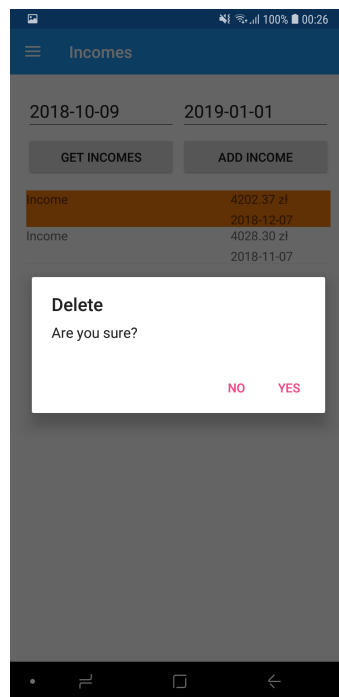 100% 00:26
Incomes
2018-10-09 2019-01-01
GET INCOMES ADD INCOME
Income 4202.37 zł
2018-12-07
Income 4028.30 zł
2018-11-07
Delete
Are you sure?
NO YES